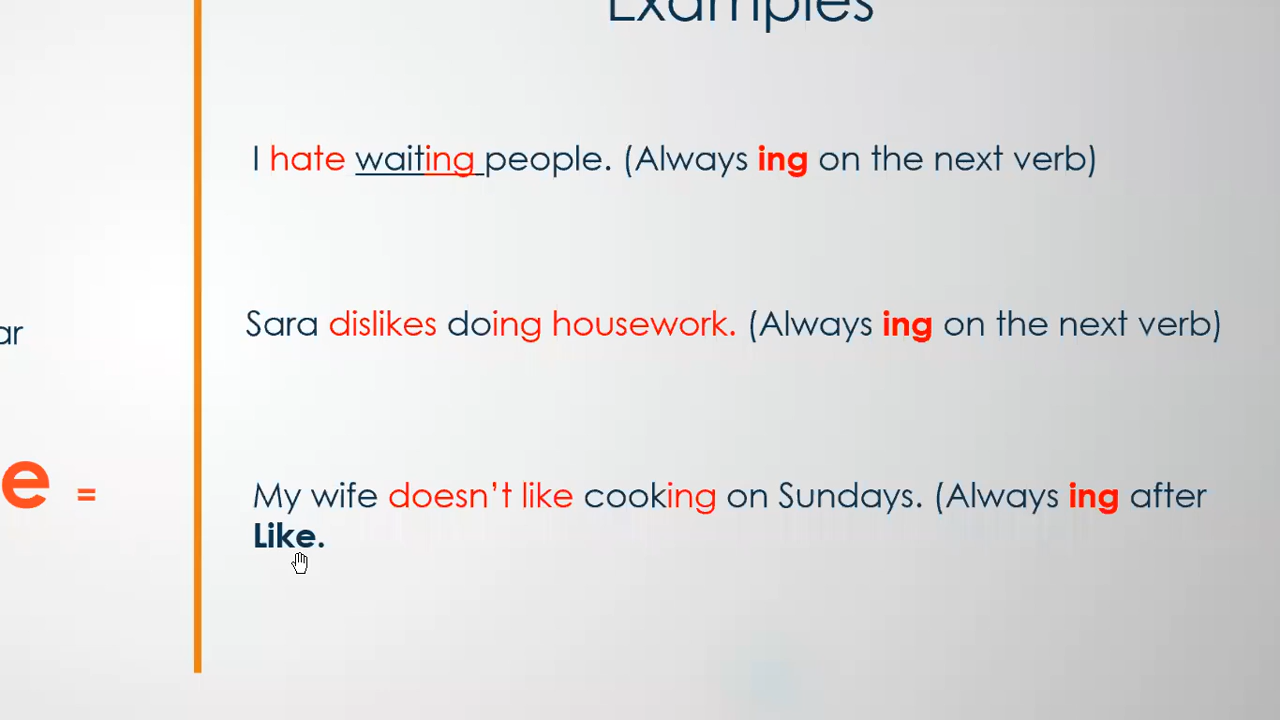 Examples
I hate waiting people. (Always ing on the next verb)
Sara dislikes doing housework. (Always ing on the next verb)
ar
e =
My wife doesn’t like cooking on Sundays. (Always ing after
Like.